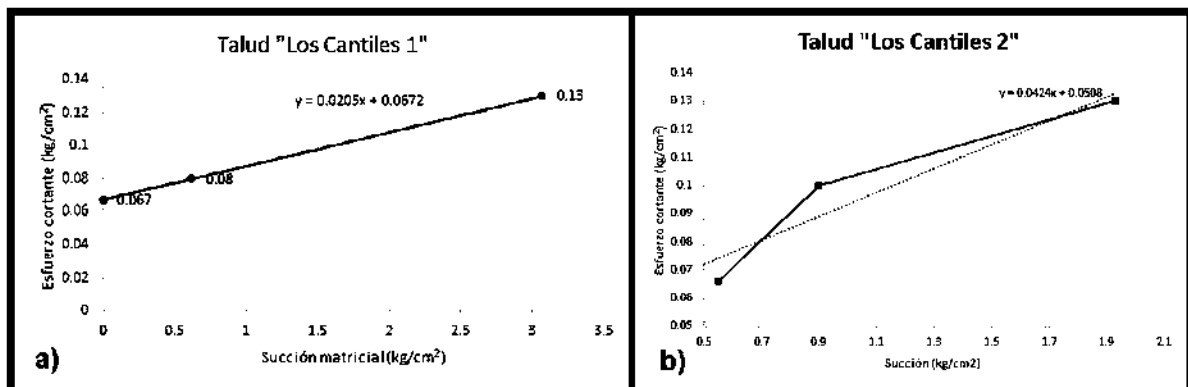 Talud "Los Cantiles 1"
Esfuerzo cortante (kg/cm²)
0.14
0.12
0.1
0.08
0.06
0.04
0.02
0
y = 0.0205x + 0.0672
0.067
0.08
0.13
0 0.5 1 1.5 2 2.5 3 3.5
Succión matricial (kg/cm²)
a)
Talud "Los Cantiles 2"
Esfuerzo cortante (kg/cm²)
0.14
0.13
0.12
0.11
0.1
0.09
0.08
0.07
0.06
0.05
y = 0.0424x + 0.0508
0.5 0.7 0.9 1.1 1.3 1.5 1.7 1.9 2.1
Succión (kg/cm2)
b)